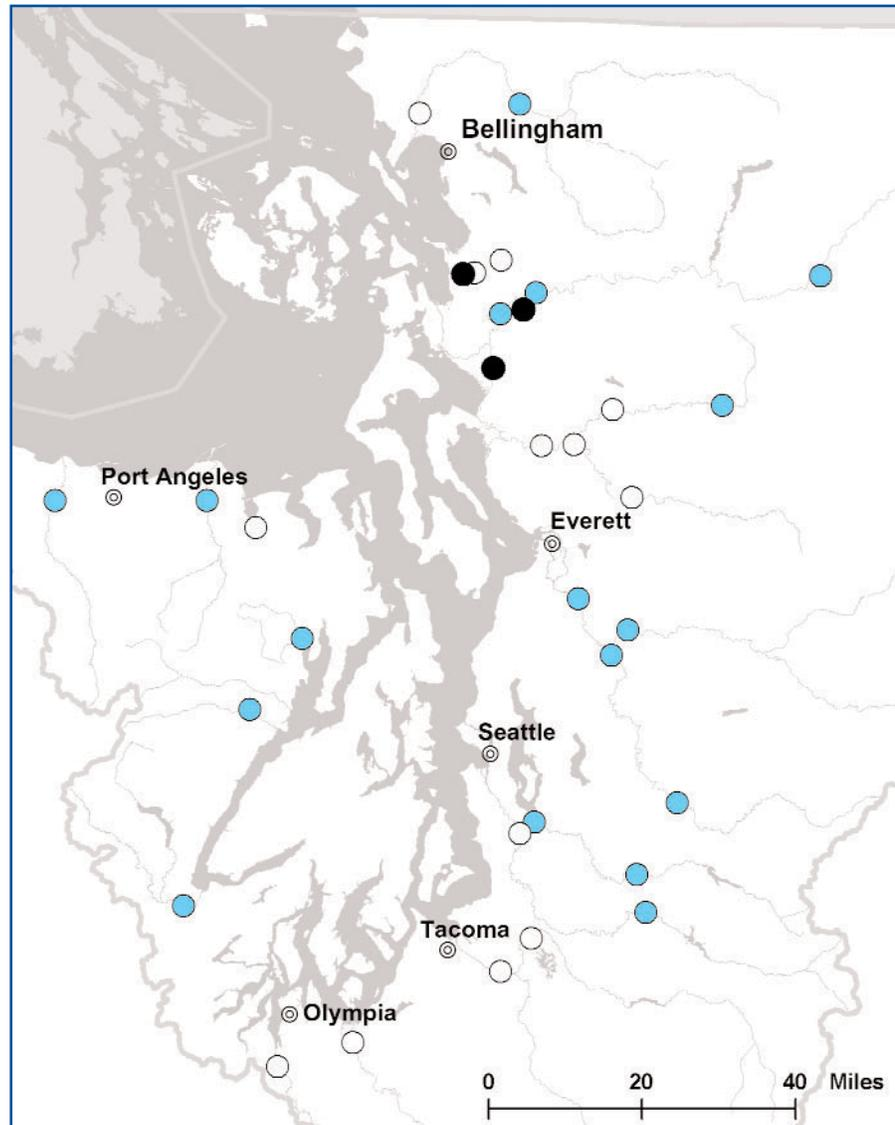 Bellingham
Port Angeles
Everett
Seattle
Tacoma
Olympia
0 20 40 Miles